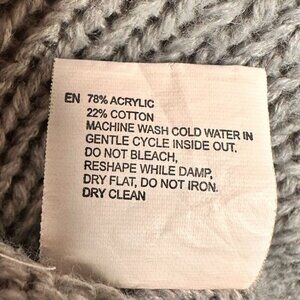 EN 78% ACRYLIC
22% COTTON
MACHINE WASH COLD WATER IN
GENTLE CYCLE INSIDE OUT.
DO NOT BLEACH,
RESHAPE WHILE DAMP,
DRY FLAT, DO NOT IRON.
DRY CLEAN